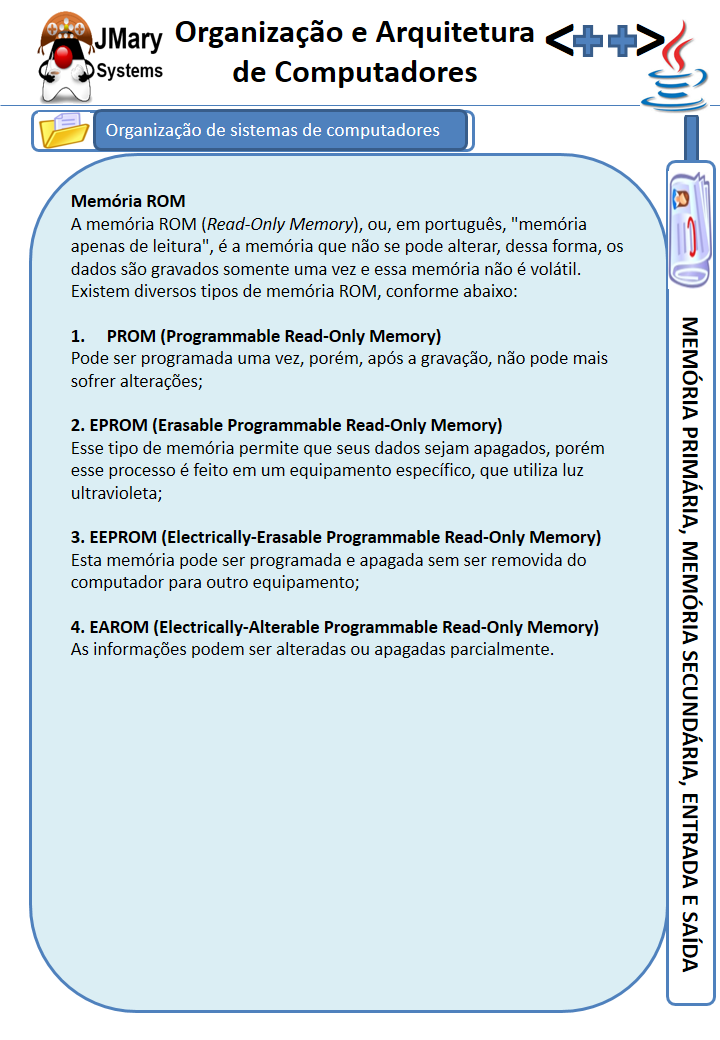 JMary
Systems
Organização e Arquitetura
de Computadores
<++>
Organização de sistemas de computadores
Memória ROM
A memória ROM (Read-Only Memory), ou, em português, "memória
apenas de leitura", é a memória que não se pode alterar, dessa forma, os
dados são gravados somente uma vez e essa memória não é volátil.
Existem diversos tipos de memória ROM, conforme abaixo:
1. PROM (Programmable Read-Only Memory)
Pode ser programada uma vez, porém, após a gravação, não pode mais
sofrer alterações;
2. EPROM (Erasable Programmable Read-Only Memory)
Esse tipo de memória permite que seus dados sejam apagados, porém
esse processo é feito em um equipamento específico, que utiliza luz
ultravioleta;
3. EEPROM (Electrically-Erasable Programmable Read-Only Memory)
Esta memória pode ser programada e apagada sem ser removida do
computador para outro equipamento;
4. EAROM (Electrically-Alterable Programmable Read-Only Memory)
As informações podem ser alteradas ou apagadas parcialmente.
MEMÓRIA PRIMÁRIA, MEMÓRIA SECUNDÁRIA, ENTRADA E SAÍDA